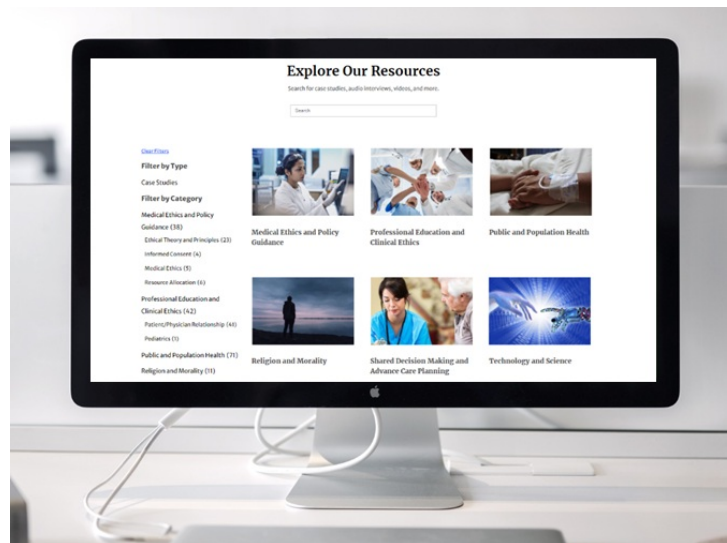 Explore Our Resources
Search for case studies, audio interviews, videos, and more.
Search
Clear Filters
Filter by Type
Case Studies
Filter by Category
Medical Ethics and Policy
Guidance (38)
Ethical Theory and Principles (23)
Informed Consent (4)
Medical Ethics (5)
Resource Allocation (6)
Professional Education and
Clinical Ethics (42)
Patient/Physician Relationship (41)
Pediatrics (1)
Public and Population Health (71)
Religion and Morality (11)
Medical Ethics and Policy
Guidance
Professional Education and
Clinical Ethics
Public and Population Health
Religion and Morality
Shared Decision Making and
Advance Care Planning
Technology and Science